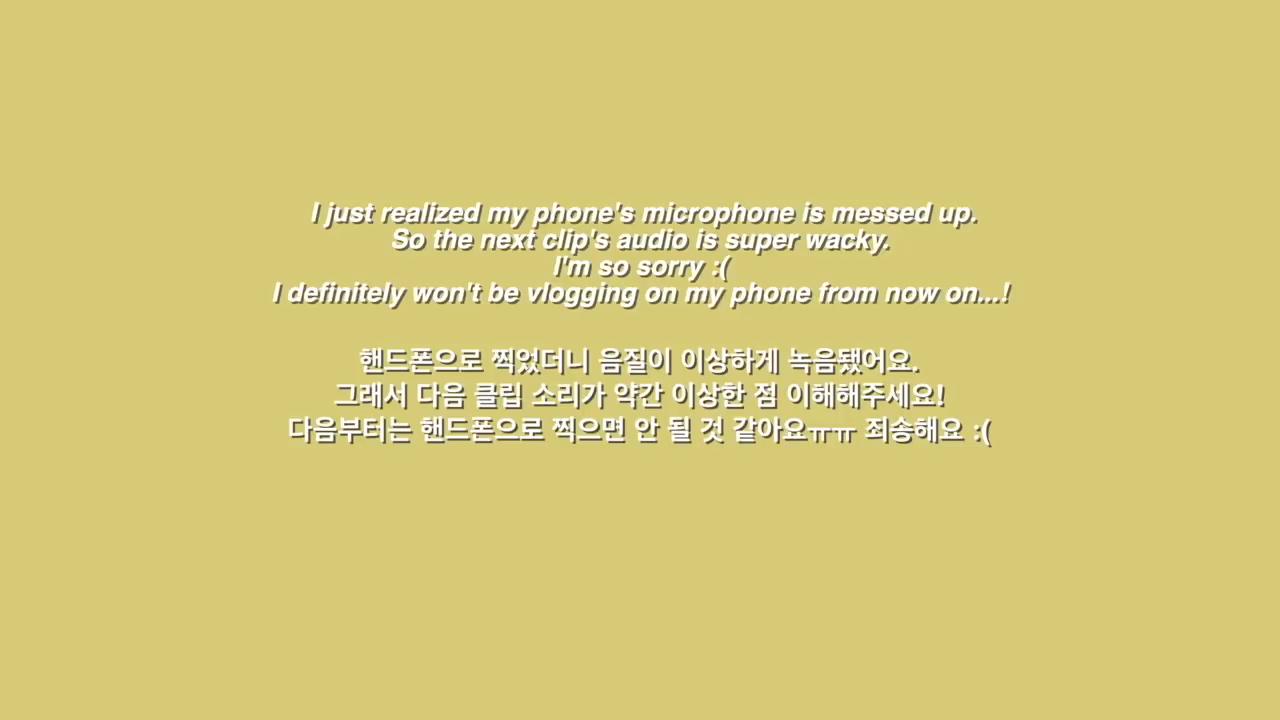 I just realized my phone's microphone is messed up.
So the next clip's audio is super wacky.
I'm so sorry :(
I definitely won't be vlogging on my phone from now on...!
핸드폰으로 찍었더니 음질이 이상하게 녹음됐어요.
그래서 다음 클립 소리가 약간 이상한 점 이해해주세요!
다음부터는 핸드폰으로 찍으면 안 될 것 같아요ㅠㅠ 죄송해요 :(